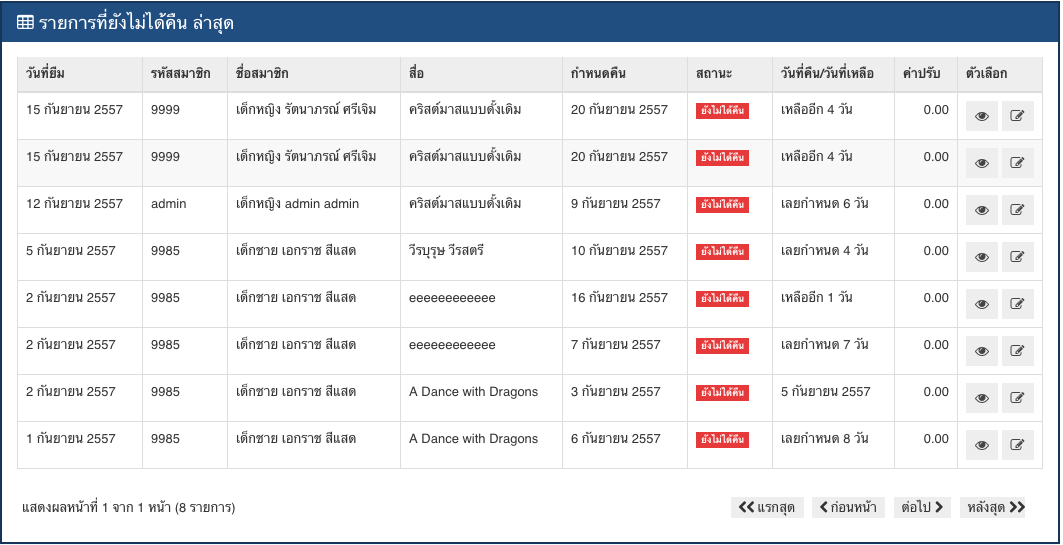 รายการที่ยังไม่ได้คืน ล่าสุด
วันที่ยืม รหัสสมาชิก ชื่อสมาชิก สื่อ กำหนดคืน สถานะ วันที่คืน/วันที่เหลือ ค่าปรับ ตัวเลือก
15 กันยายน 2557 9999 เด็กหญิง รัตนาภรณ์ ศรีเจิม คริสต์มาสแบบดั้งเดิม 20 กันยายน 2557 ยังไม่ได้คืน เหลืออีก 4 วัน 0.00
15 กันยายน 2557 9999 เด็กหญิง รัตนาภรณ์ ศรีเจิม คริสต์มาสแบบดั้งเดิม 20 กันยายน 2557 ยังไม่ได้คืน เหลืออีก 4 วัน 0.00
12 กันยายน 2557 admin เด็กหญิง admin admin คริสต์มาสแบบดั้งเดิม 9 กันยายน 2557 ยังไม่ได้คืน เลยกำหนด 6 วัน 0.00
5 กันยายน 2557 9985 เด็กชาย เอกราช สีแสด วีรบุรุษ วีรสตรี 10 กันยายน 2557 ยังไม่ได้คืน เลยกำหนด 4 วัน 0.00
2 กันยายน 2557 9985 เด็กชาย เอกราช สีแสด eeeeeeeeeeee 16 กันยายน 2557 ยังไม่ได้คืน เหลืออีก 1 วัน 0.00
2 กันยายน 2557 9985 เด็กชาย เอกราช สีแสด eeeeeeeeeeee 7 กันยายน 2557 ยังไม่ได้คืน เลยกำหนด 7 วัน 0.00
2 กันยายน 2557 9985 เด็กชาย เอกราช สีแสด A Dance with Dragons 3 กันยายน 2557 ยังไม่ได้คืน 5 กันยายน 2557 0.00
1 กันยายน 2557 9985 เด็กชาย เอกราช สีแสด A Dance with Dragons 6 กันยายน 2557 ยังไม่ได้คืน เลยกำหนด 8 วัน 0.00
แสดงผลหน้าที่ 1 จาก 1 หน้า (8 รายการ) แรกสุด ก่อนหน้า ต่อไป หลังสุด